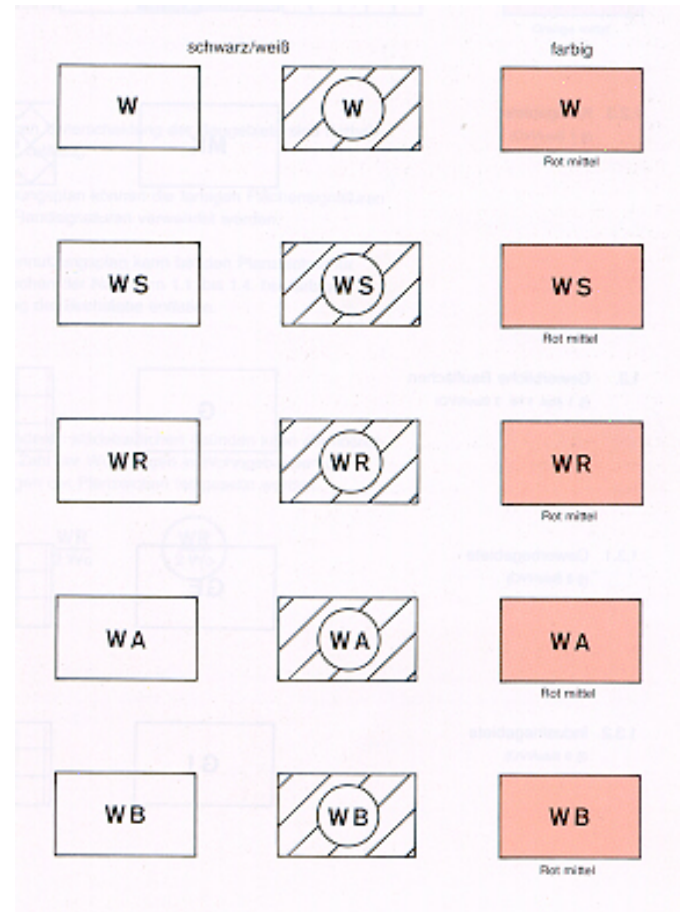 schwarz/weiß farbig
W W W
Rot mittel
WS WS WS
Rot mittel
WR WR WR
Rot mittel
WA WA WA
Rot mittel
WB WB WB
Rot mittel